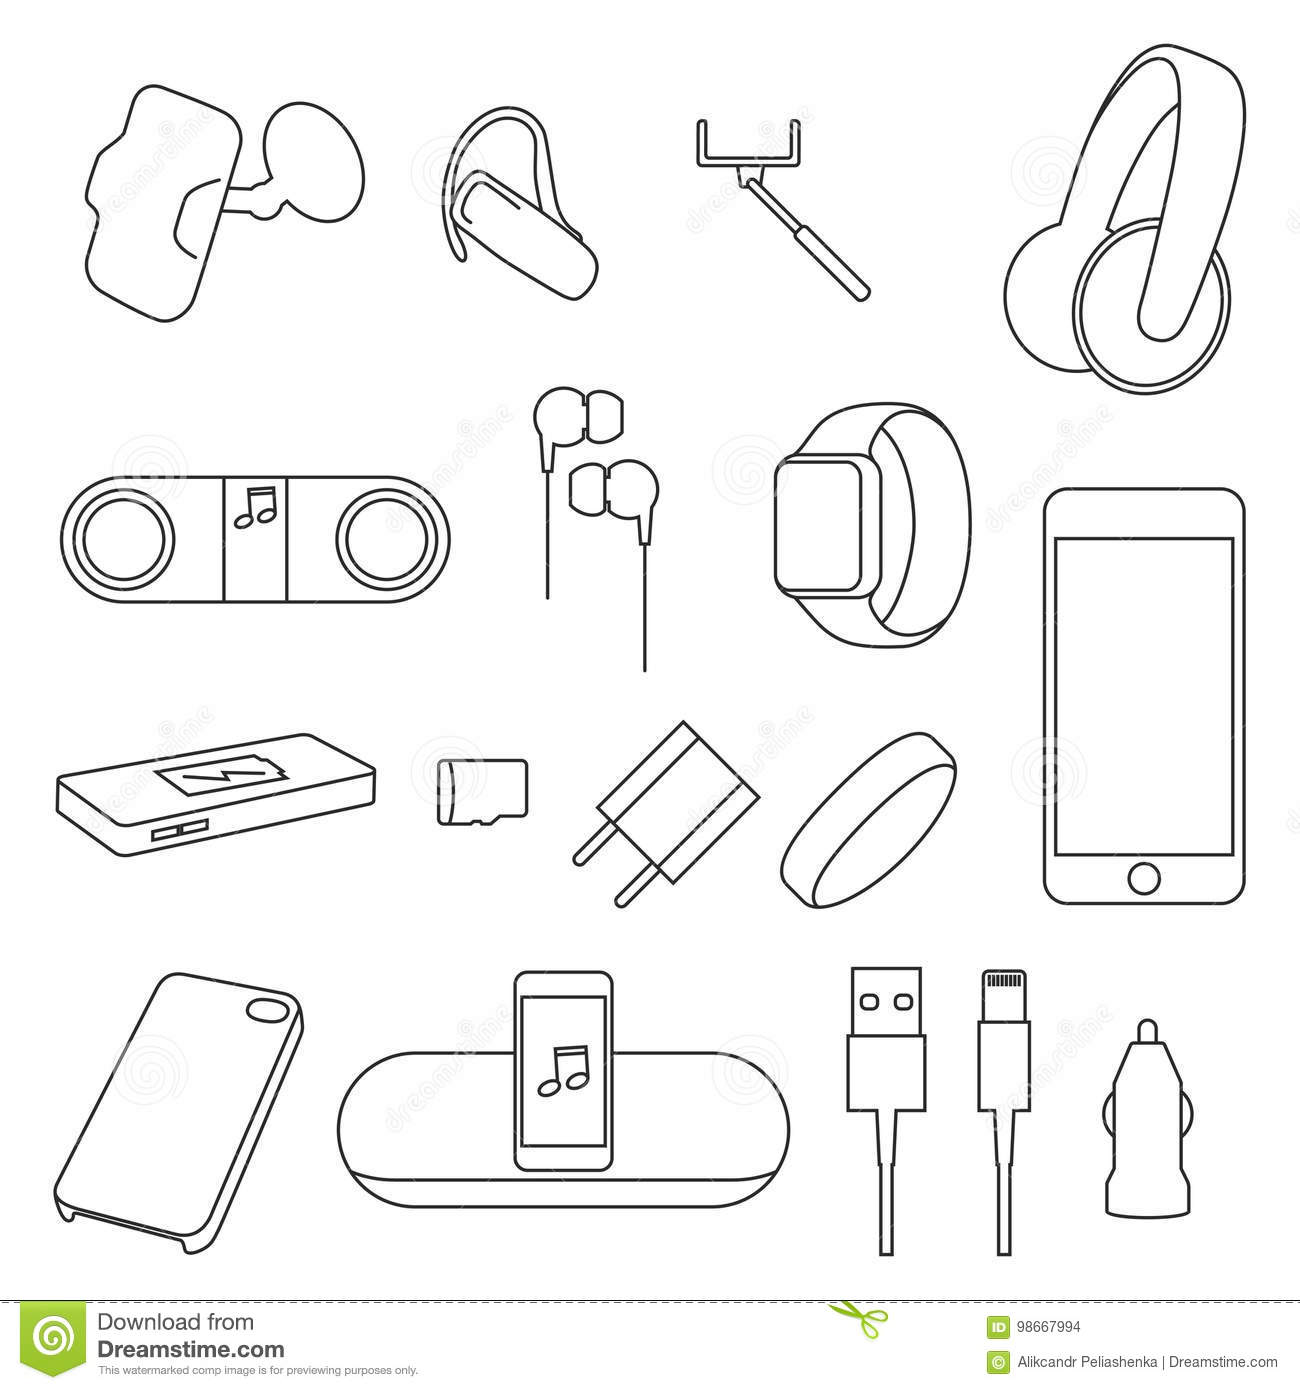 Download from
Dreamstime.com
This watermarked comp image is for previewing purposes only.
ID 98667994
© Alikcandr Peliashenka | Dreamstime.com